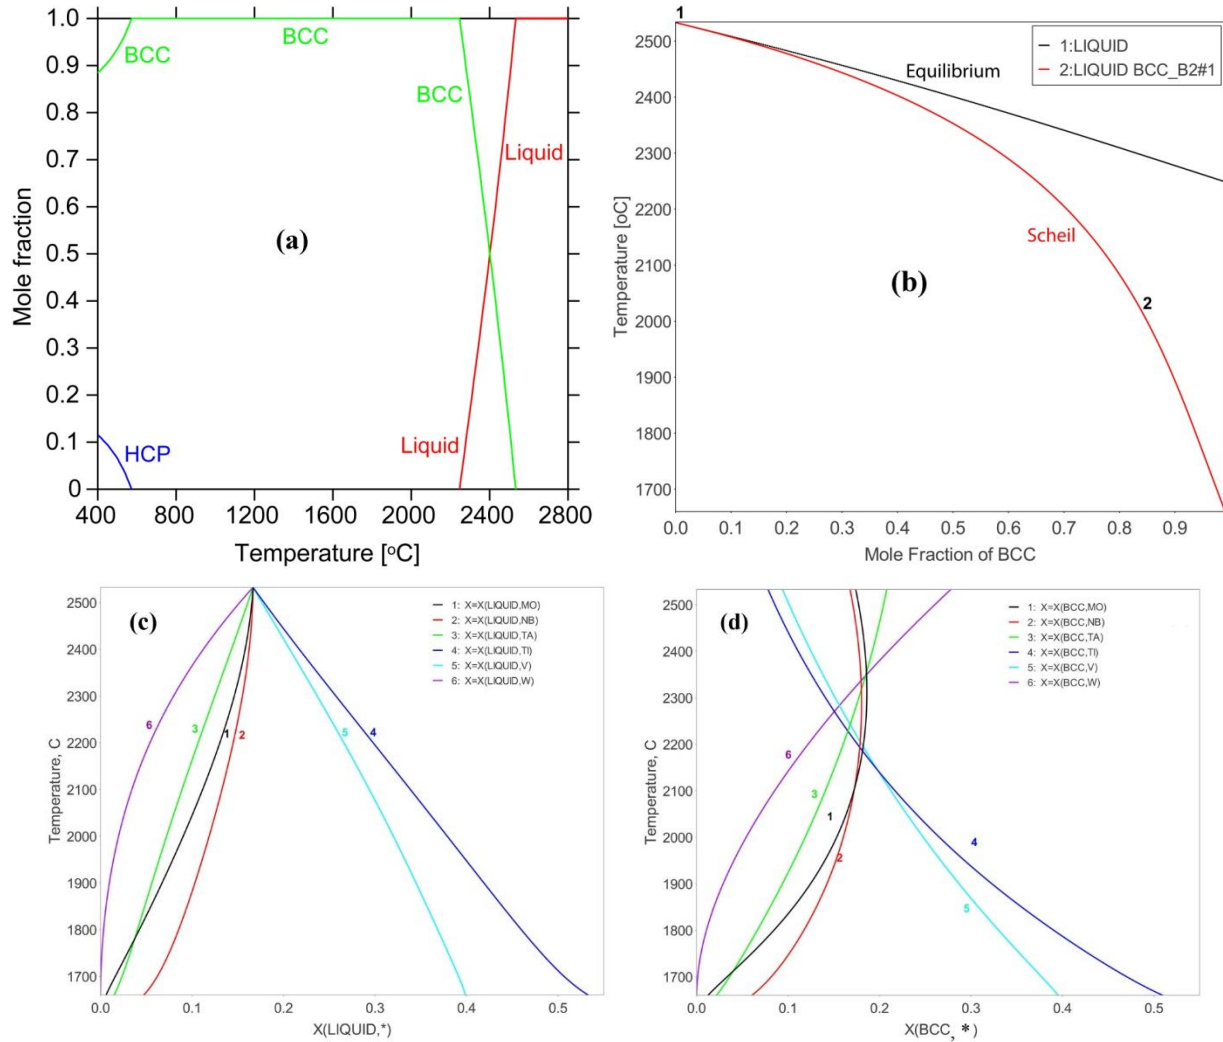 1.0
0.9
0.8
0.7
0.6
0.5
0.4
0.3
0.2
0.1
0
Mole fraction
BCC
BCC
BCC
Liquid
(a)
Liquid
HCP
400 800 1200 1600 2000 2400 2800
Temperature [°C]
1
1:LIQUID
2:LIQUID BCC_B2#1
Equilibrium
Scheil
(b)
2
2500
2400
2300
2200
2100
2000
1900
1800
1700
Temperature [oC]
0.0 0.1 0.2 0.3 0.4 0.5 0.6 0.7 0.8 0.9
Mole Fraction of BCC
(c)
1: X=X(LIQUID,MO)
2: X=X(LIQUID,NB)
3: X=X(LIQUID,TA)
4: X=X(LIQUID,TI)
5: X=X(LIQUID,V)
6: X=X(LIQUID,W)
6 3 1 2 5 4
2500
2400
2300
2200
2100
2000
1900
1800
1700
Temperature, C
0.0 0.1 0.2 0.3 0.4 0.5
X(LIQUID,*)
(d)
1: X=X(BCC,MO)
2: X=X(BCC,NB)
3: X=X(BCC,TA)
4: X=X(BCC,TI)
5: X=X(BCC,V)
6: X=X(BCC,W)
6
3
1
2
4
5
2500
2400
2300
2200
2100
2000
1900
1800
1700
Temperature, C
0.0 0.1 0.2 0.3 0.4 0.5
X(BCC, *)